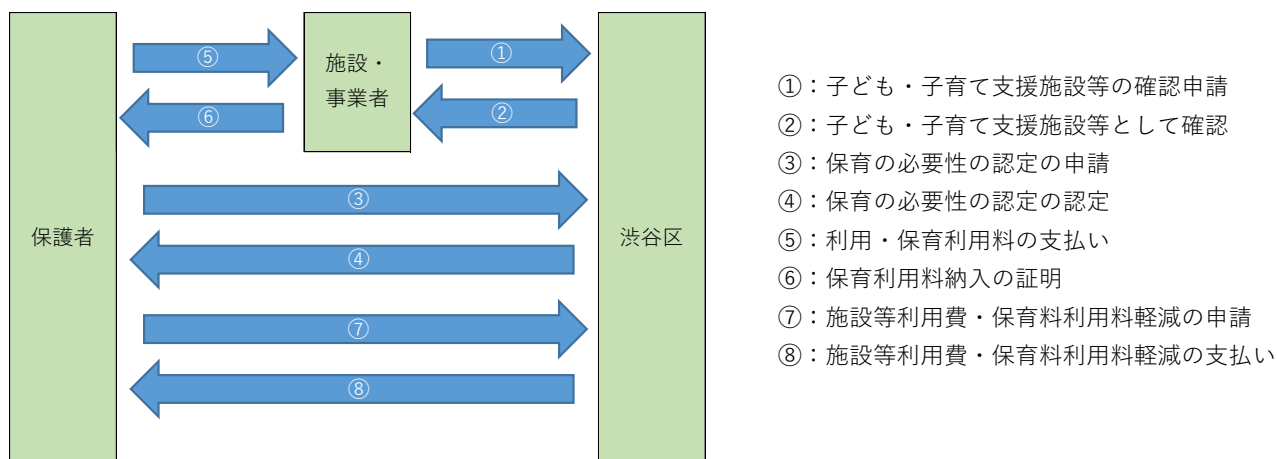 保護者
⑤
⑥
施設・
事業者
①
②
③
④
⑦
⑧
渋谷区
①：子ども・子育て支援施設等の確認申請
②：子ども・子育て支援施設等として確認
③：保育の必要性の認定の申請
④：保育の必要性の認定の認定
⑤：利用・保育利用料の支払い
⑥：保育利用料納入の証明
⑦：施設等利用費・保育料利用料軽減の申請
⑧：施設等利用費・保育料利用料軽減の支払い